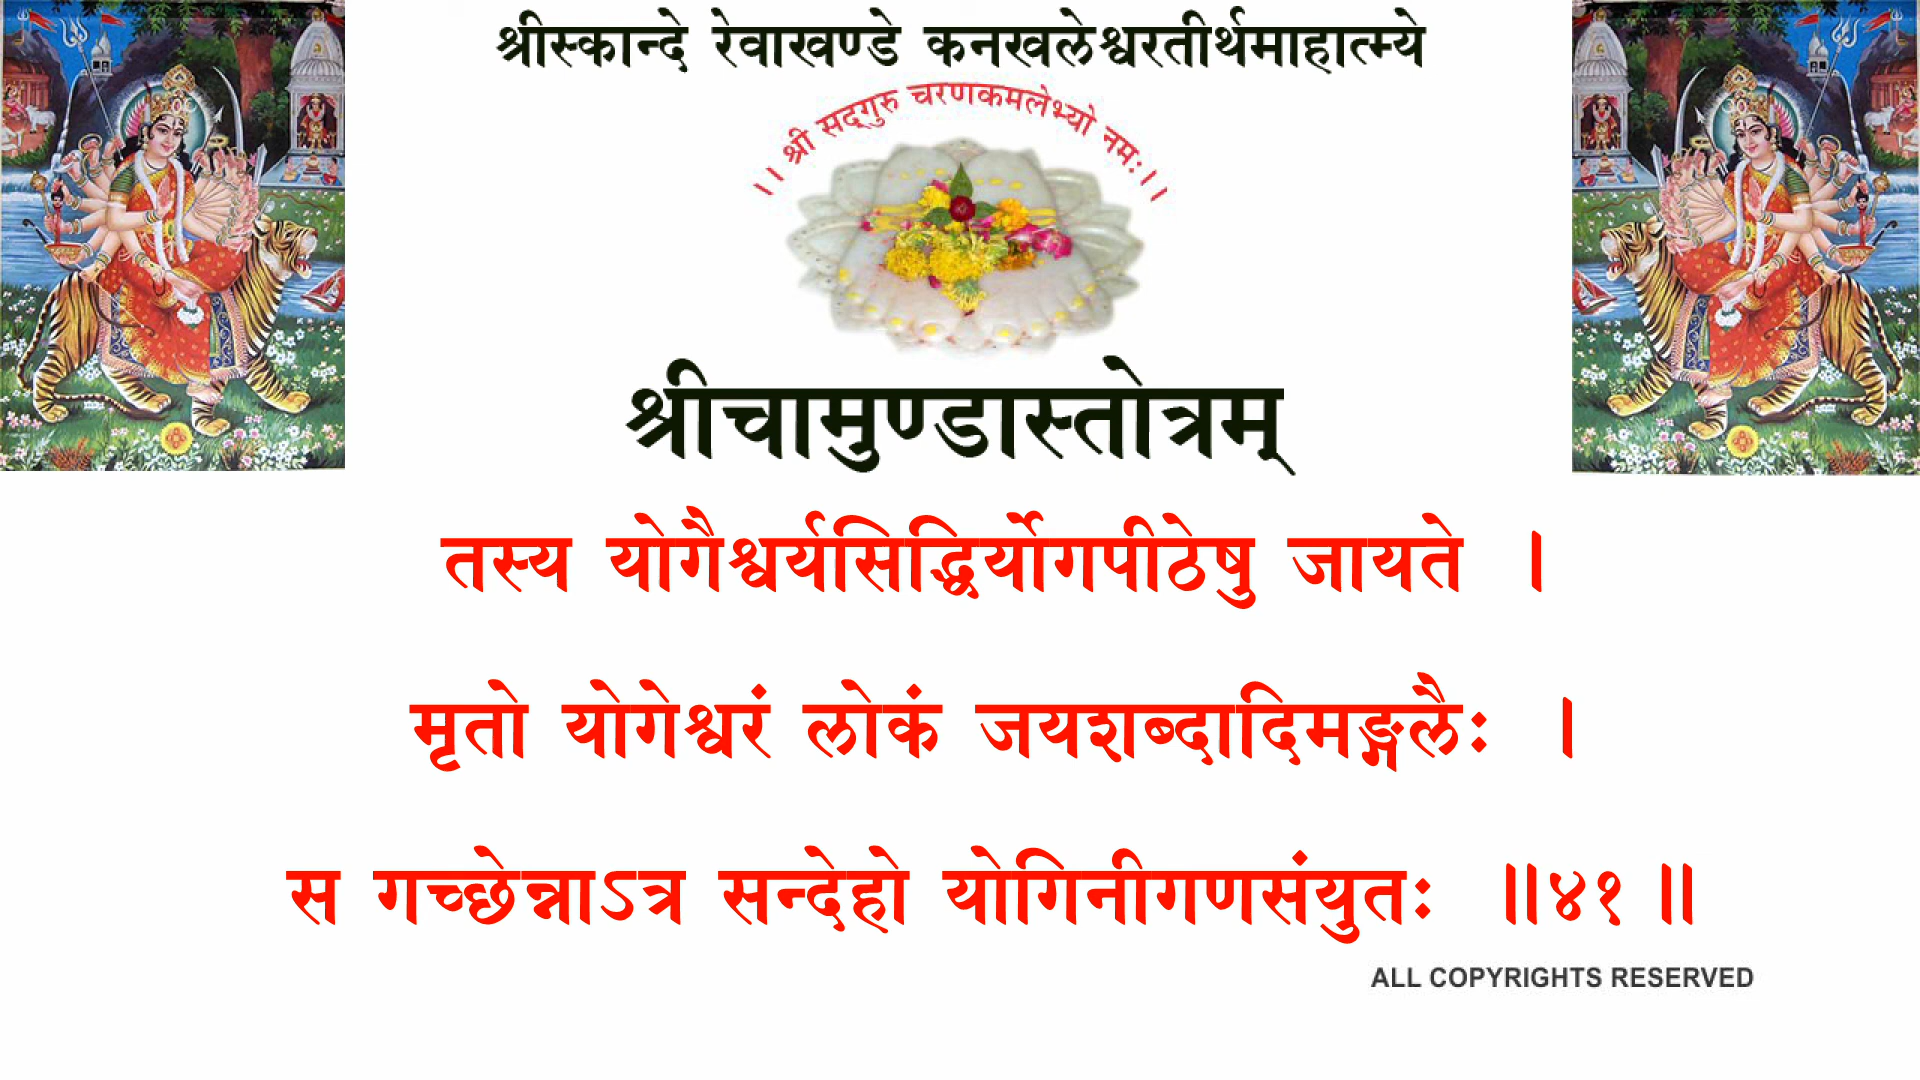 श्रीस्कान्दे रेवाखण्डे कनखलेश्वरतीर्थमाहात्म्ये
।। श्री सद्‌गुरु चरणकमलेभ्यो नमः।।
श्रीचामुण्डास्तोत्रम्
तस्य योगैश्वर्यसिद्धिर्योगपीठेषु जायते ।
मृतो योगेश्वरं लोकं जयशब्दादिमङ्गलैः ।
स गच्छेन्नाऽत्र सन्देहो योगिनीगणसंयुतः ॥४१॥
ALL COPYRIGHTS RESERVED